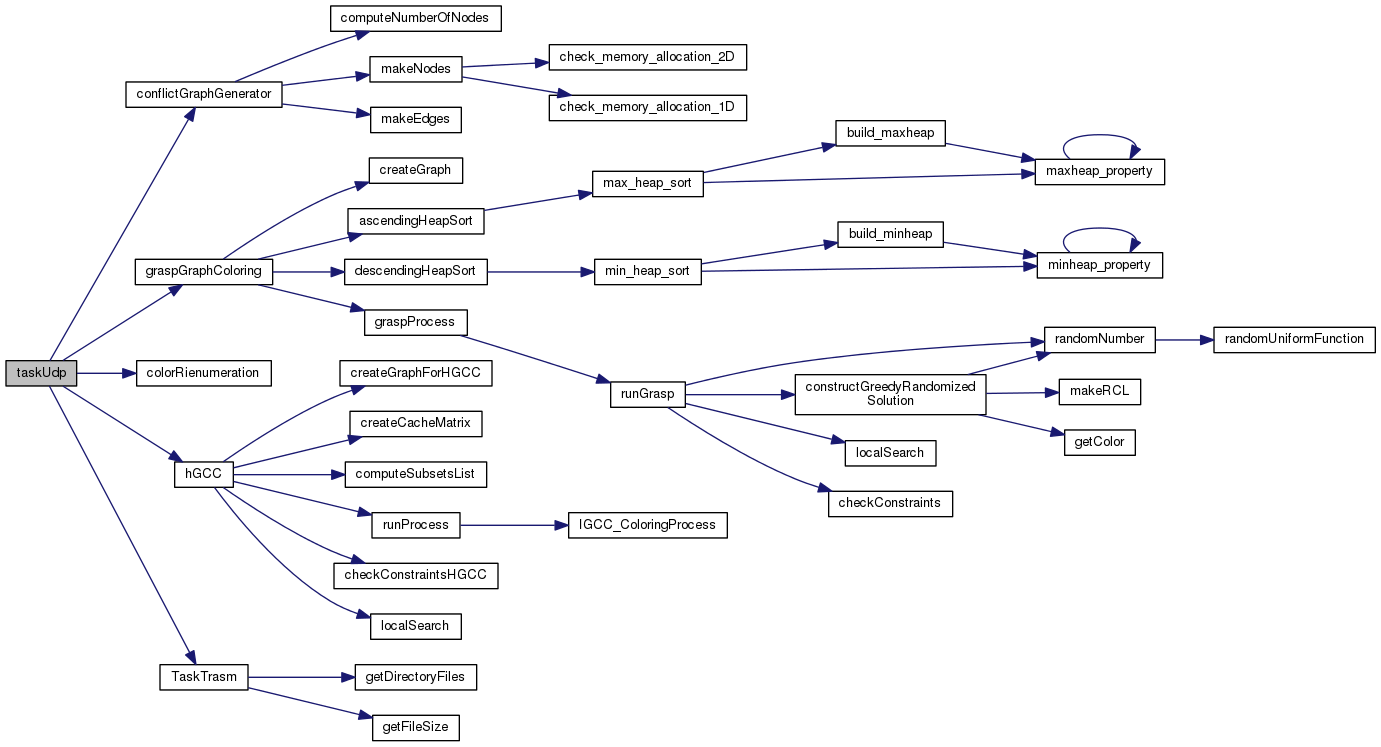 computeNumberOfNodes
makeNodes
check_memory_allocation_2D
conflictGraphGenerator
check_memory_allocation_1D
makeEdges
build_maxheap
createGraph
maxheap_property
max_heap_sort
ascendingHeapSort
build_minheap
graspGraphColoring
descendingHeapSort
min_heap_sort
minheap_property
graspProcess
randomNumber
randomUniformFunction
taskUdp
colorRienumeration
createGraphForHGCC
runGrasp
constructGreedyRandomized
Solution
makeRCL
createCacheMatrix
getColor
localSearch
hGCC
computeSubsetsList
checkConstraints
runProcess
IGCC_ColoringProcess
checkConstraintsHGCC
localSearch
TaskTrasm
getDirectoryFiles
getFileSize